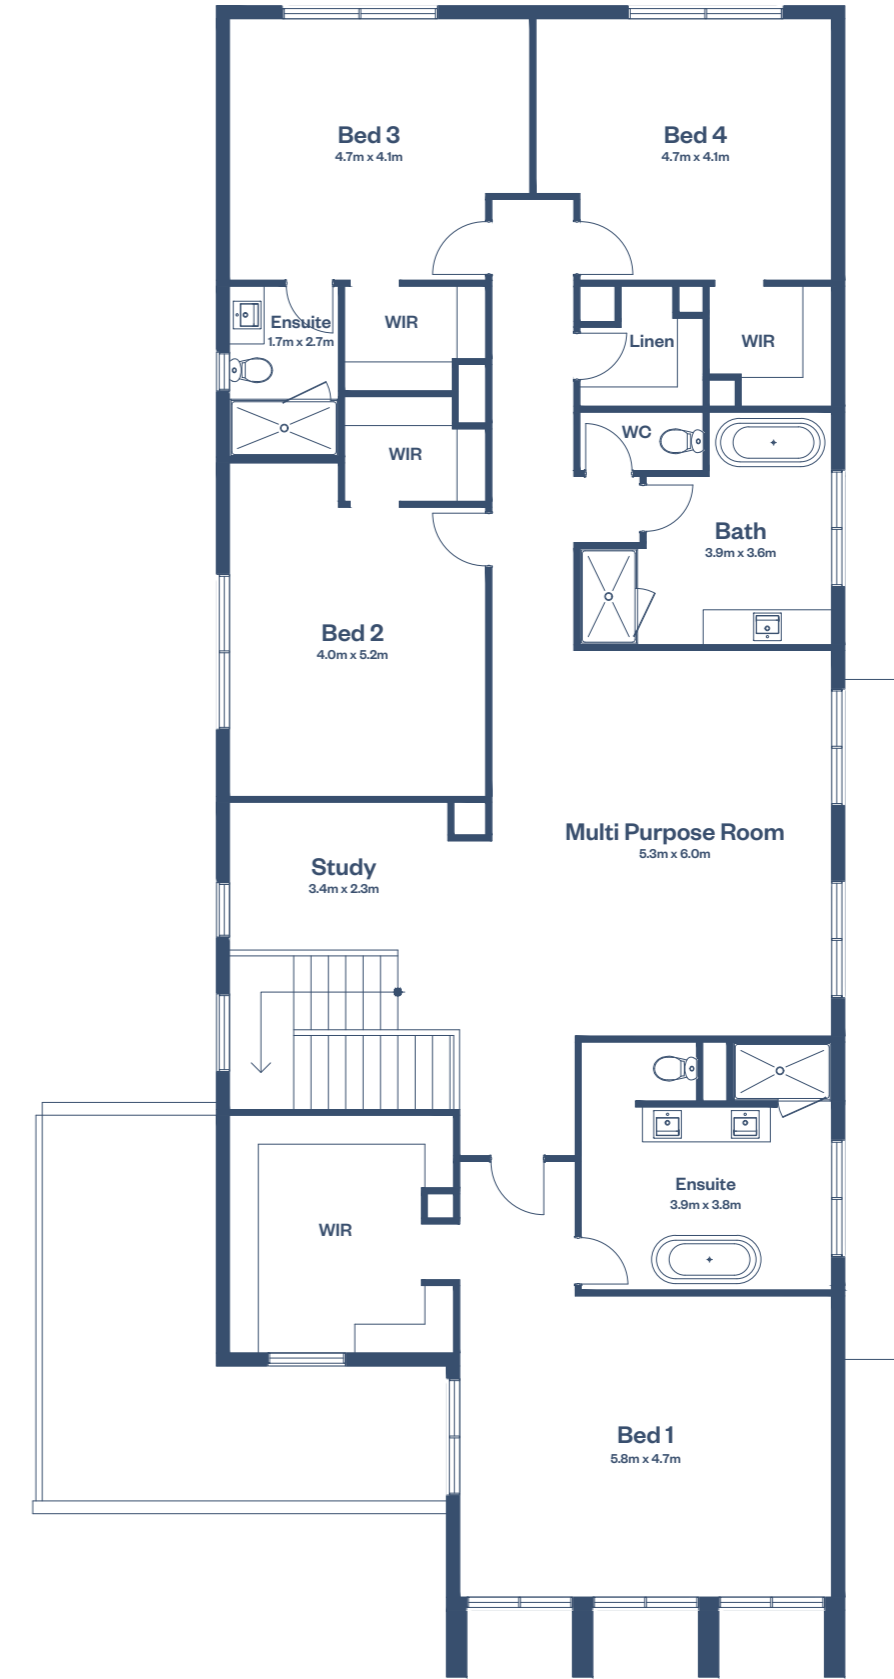 Bed 3
4.7m x 4.1m
Bed 4
4.7m x 4.1m
Ensuite
1.7m x 2.7m
WIR
Linen
WIR
WIR
WC
Bath
3.9m x 3.6m
Bed 2
4.0m x 5.2m
Multi Purpose Room
5.3m x 6.0m
Study
3.4m x 2.3m
Ensuite
3.9m x 3.8m
WIR
Bed 1
5.8m x 4.7m